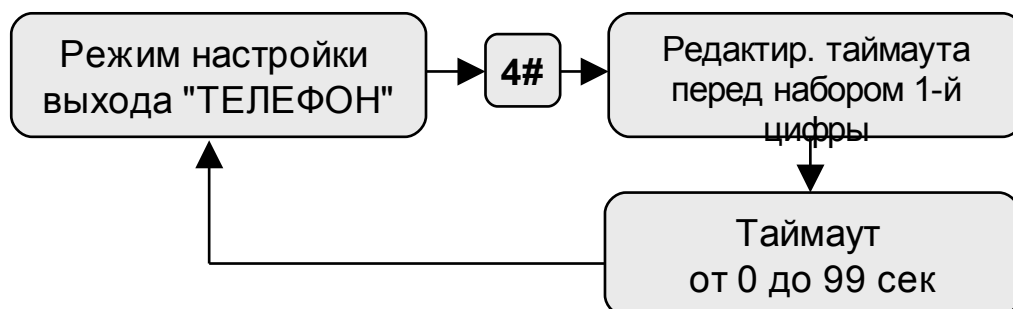 Режим настройки
выхода "ТЕЛЕФОН"
4#
Редактир. таймаута
перед набором 1-й
цифры
Таймаут
от 0 до 99 сек